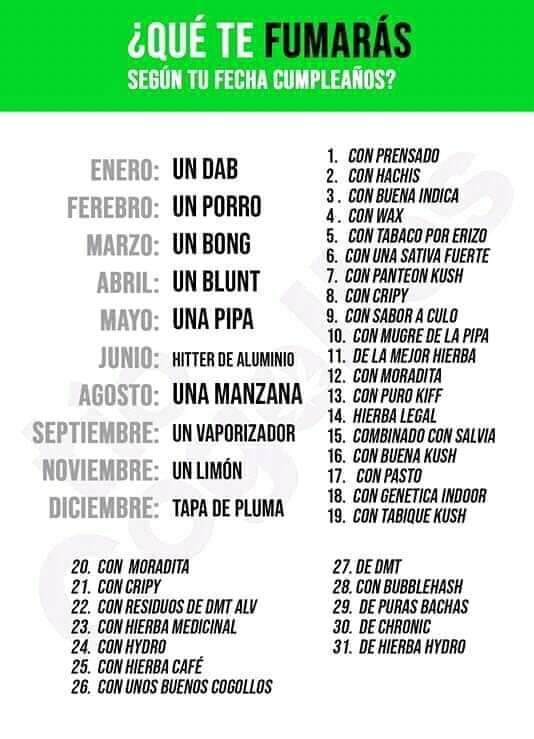 ¿QUÉ TE FUMARÁS
SEGÚN TU FECHA CUMPLEAÑOS?
ENERO: UN DAB
FEREBRO: UN PORRO
MARZO: UN BONG
ABRIL: UN BLUNT
MAYO: UNA PIPA
JUNIO: HITTER DE ALUMINIO
AGOSTO: UNA MANZANA
SEPTIEMBRE: UN VAPORIZADOR
NOVIEMBRE: UN LIMÓN
DICIEMBRE: TAPA DE PLUMA
1. CON PRENSADO
2. CON HACHIS
3. CON BUENA INDICA
4. CON WAX
5. CON TABACO POR ERIZO
6. CON UNA SATIVA FUERTE
7. CON PANTEON KUSH
8. CON CRIPY
9. CON SABOR A CULO
10. CON MUGRE DE LA PIPA
11. DE LA MEJOR HIERBA
12. CON MORADITA
13. CON PURO KIFF
14. HIERBA LEGAL
15. COMBINADO CON SALVIA
16. CON BUENA KUSH
17. CON PASTO
18. CON GENETICA INDOOR
19. CON TABIQUE KUSH
20. CON MORADITA
21. CON CRIPY
22. CON RESIDUOS DE DMT ALV
23. CON HIERBA MEDICINAL
24. CON HYDRO
25. CON HIERBA CAFÉ
26. CON UNOS BUENOS COGOLLOS
27. DE DMT
28. CON BUBBLEHASH
29. DE PURAS BACHAS
30. DE CHRONIC
31. DE HIERBA HYDRO